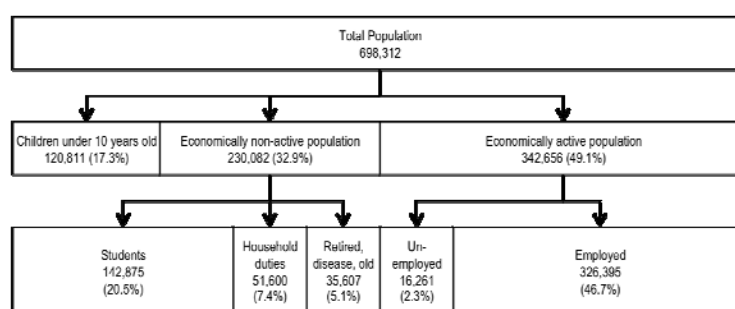 Total Population
698,312
Children under 10 years old
120,811 (17.3%)
Economically non-active population
230,082 (32.9%)
Economically active population
342,656 (49.1%)
Students
142,875
(20.5%)
Household
duties
51,600
(7.4%)
Retired,
disease, old
35,607
(5.1%)
Un-
employed
16,261
(2.3%)
Employed
326,395
(46.7%)